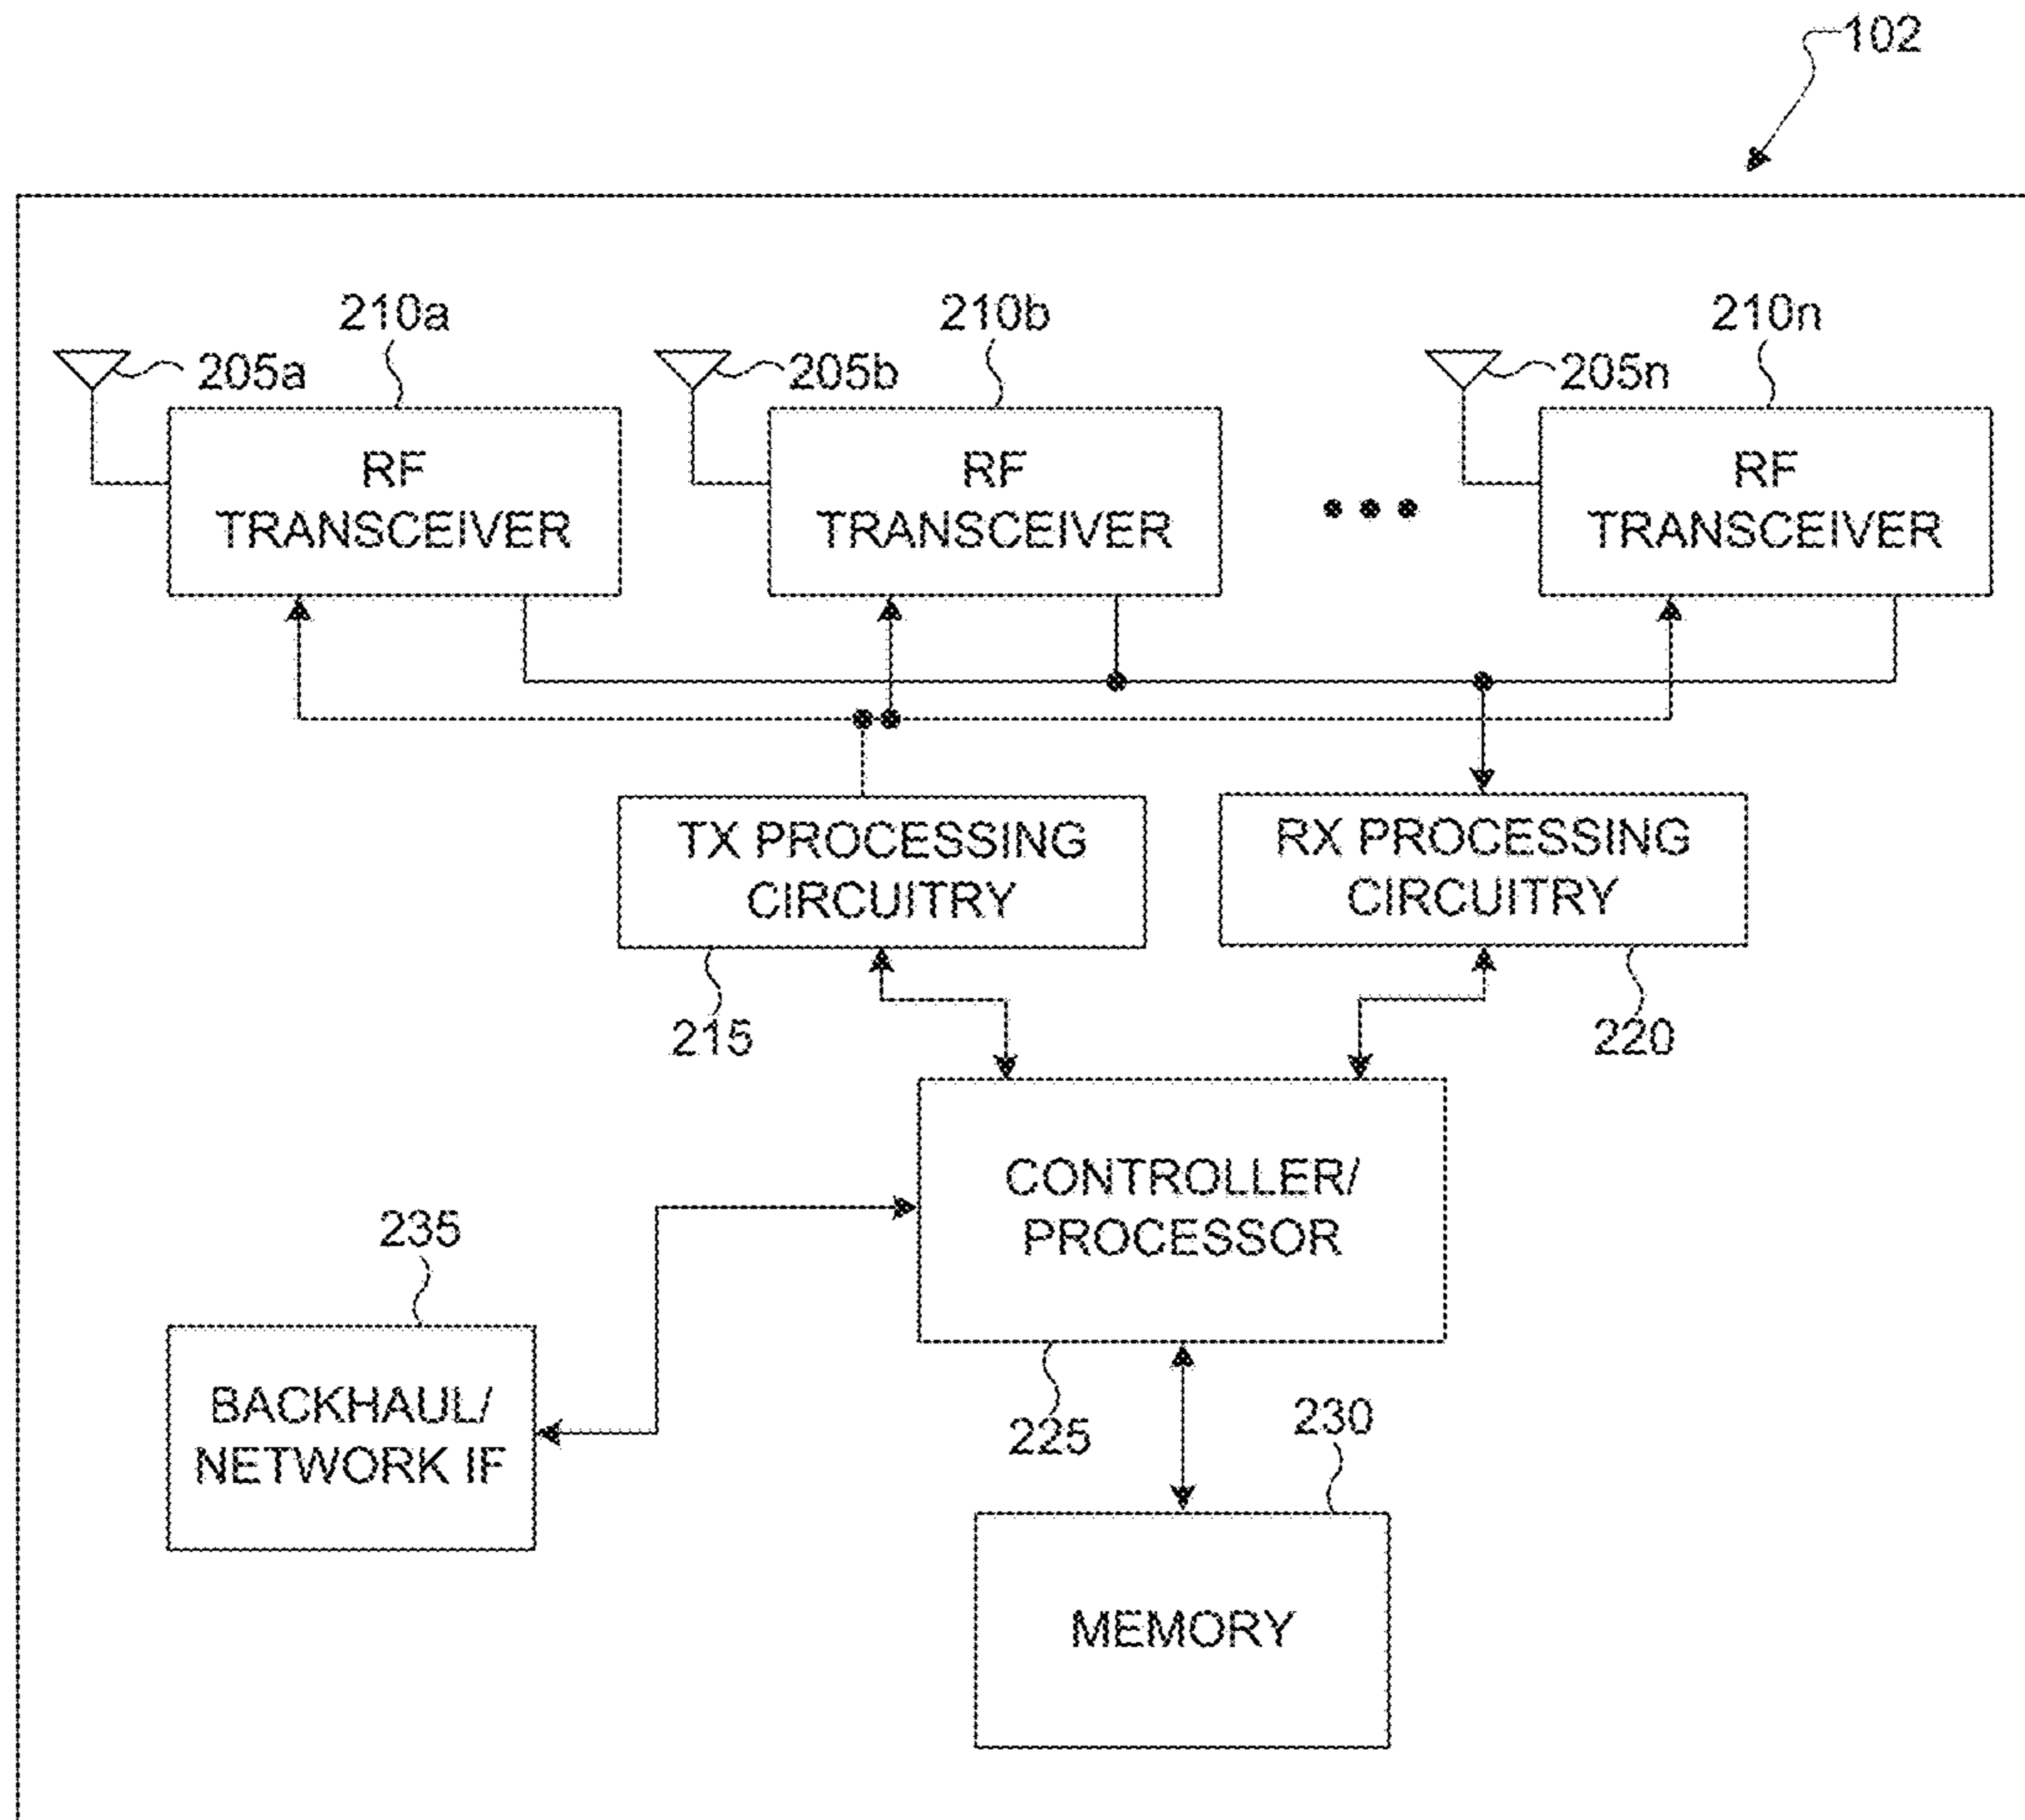 102
210a
210b
210n
205a
205b
205n
RF
TRANSCEIVER
RF
TRANSCEIVER
RF
TRANSCEIVER
TX PROCESSING
CIRCUITRY
RX PROCESSING
CIRCUITRY
215
220
CONTROLLER/
PROCESSOR
235
225
230
BACKHAUL/
NETWORK IF
MEMORY